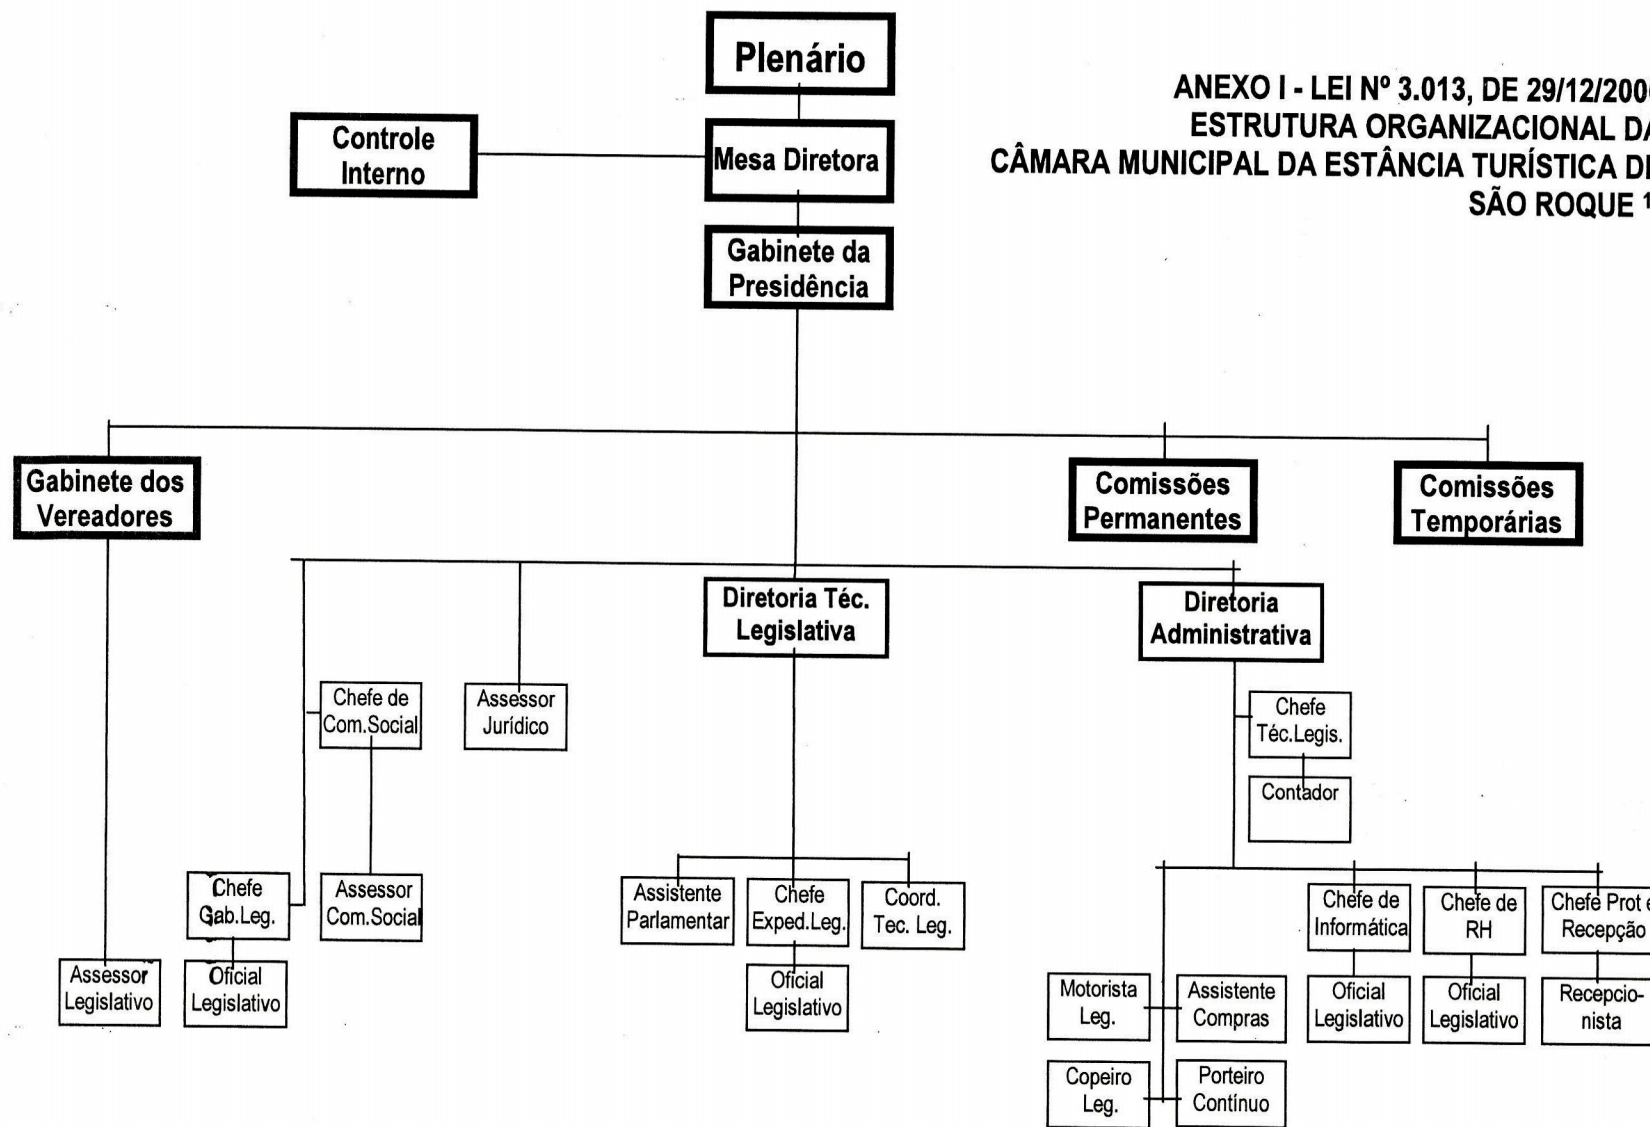 Plenário
ANEXO I - LEI Nº 3.013, DE 29/12/200
ESTRUTURA ORGANIZACIONAL DA
CÂMARA MUNICIPAL DA ESTÂNCIA TURÍSTICA DE
SÃO ROQUE ¹
Controle
Interno
Mesa Diretora
Gabinete da
Presidência
Gabinete dos
Vereadores
Comissões
Permanentes
Comissões
Temporárias
Diretoria Téc.
Legislativa
Diretoria
Administrativa
Chefe de
Com.Social
Assessor
Jurídico
Chefe
Téc.Legis.
Contador
Chefe
Gab.Leg.
Assessor
Com.Social
Assistente
Parlamentar
Chefe
Exped.Leg.
Coord.
Tec. Leg.
Chefe de
Informática
Chefe de
RH
Chefe Prot e
Recepção
Assessor
Legislativo
Oficial
Legislativo
Oficial
Legislativo
Motorista
Leg.
Assistente
Compras
Oficial
Legislativo
Oficial
Legislativo
Recepcio-
nista
Copeiro
Leg.
Porteiro
Contínuo